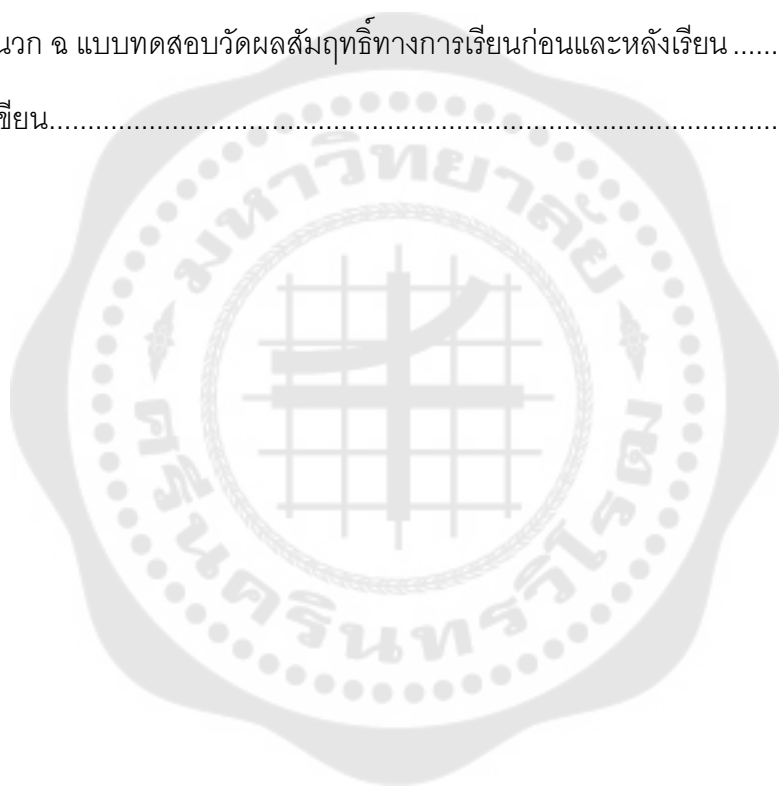 นวก ฉ แบบทดสอบวัดผลสัมฤทธิ์ทางการเรียนก่อนและหลังเรียน ......
ขียน................................................................................
มหาวิทยาลัย
ศรีนครินทรวิโรฒ